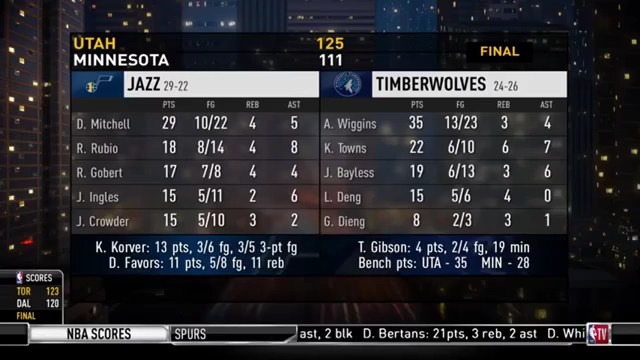 UTAH 125 FINAL
MINNESOTA 111
JAZZ 29-22
PTS FG REB AST
D. Mitchell 29 10/22 4 5
R. Rubio 18 8/14 4 8
R. Gobert 17 7/8 4 4
J. Ingles 15 5/11 2 6
J. Crowder 15 5/10 3 2
K. Korver: 13 pts, 3/6 fg, 3/5 3-pt fg
D. Favors: 11 pts, 5/8 fg, 11 reb
TIMBERWOLVES 24-26
PTS FG REB AST
A. Wiggins 35 13/23 3 4
K. Towns 22 6/10 6 7
J. Bayless 19 6/13 3 6
L. Deng 15 5/6 4 0
G. Dieng 8 2/3 3 1
T. Gibson: 4 pts, 2/4 fg, 19 min
Bench pts: UTA - 35 MIN - 28
SCORES
TOR 123
DAL 120
FINAL
NBA SCORES SPURS ast, 2 blk D. Bertans: 21pts, 3 reb, 2 ast D. Whi TV